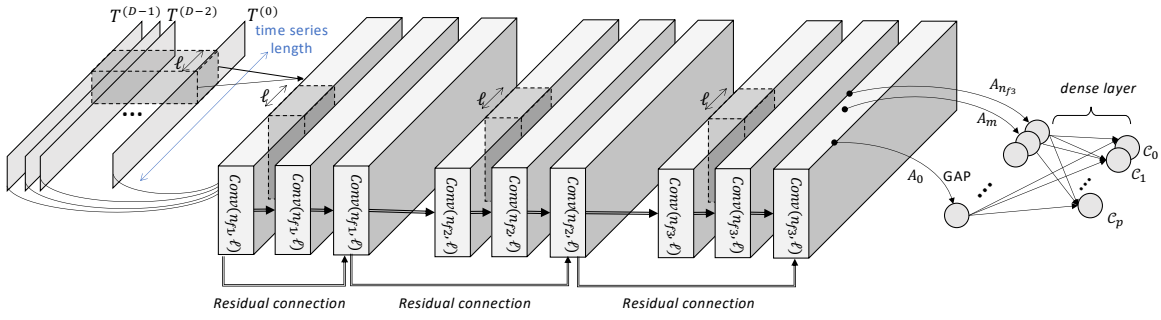 T^(D−1) T^(D−2) T^(0)
time series
length
ℓ
...
ℓ
ℓ
ℓ
Conv(n_f1, ℓ)
Conv(n_f1, ℓ)
Conv(n_f1, ℓ)
Conv(n_f2, ℓ)
Conv(n_f2, ℓ)
Conv(n_f2, ℓ)
Conv(n_f3, ℓ)
Conv(n_f3, ℓ)
Conv(n_f3, ℓ)
Residual connection
Residual connection
Residual connection
A_nf3
A_m
A_0
GAP
...
dense layer
C_0
C_1
...
C_p